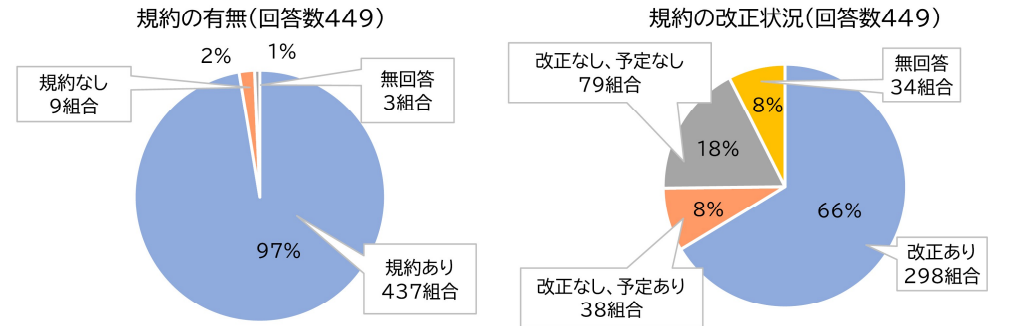 規約の有無(回答数449)
2%
1%
規約なし
9組合
無回答
3組合
97%
規約あり
437組合
規約の改正状況(回答数449)
改正なし、予定なし
79組合
無回答
34組合
8%
18%
8%
66%
改正あり
298組合
改正なし、予定あり
38組合